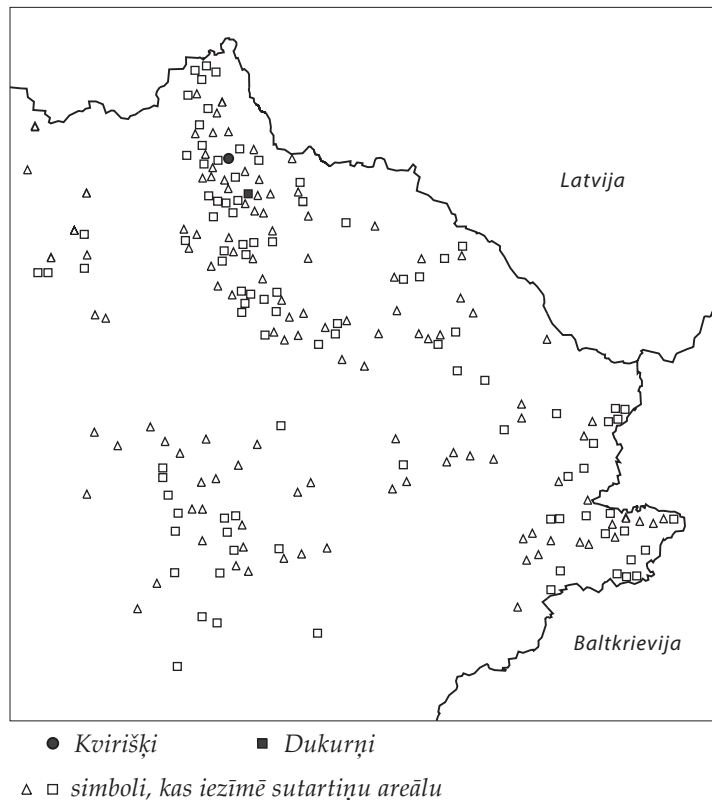 Latvija
Baltkrievija
Kvirišķi Dukurņi
simboli, kas iezīmē sutartiņu areālu